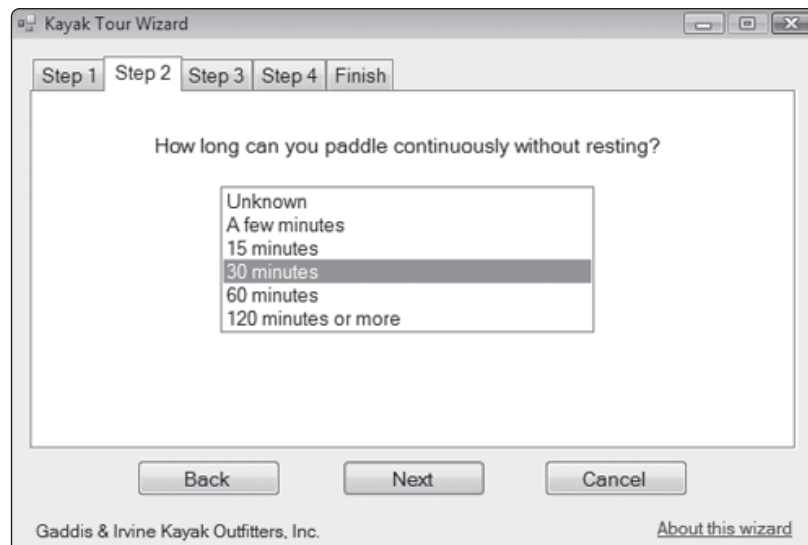 Kayak Tour Wizard
Step 1 Step 2 Step 3 Step 4 Finish
How long can you paddle continuously without resting?
Unknown
A few minutes
15 minutes
30 minutes
60 minutes
120 minutes or more
Back Next Cancel
Gaddis & Irvine Kayak Outfitters, Inc. About this wizard